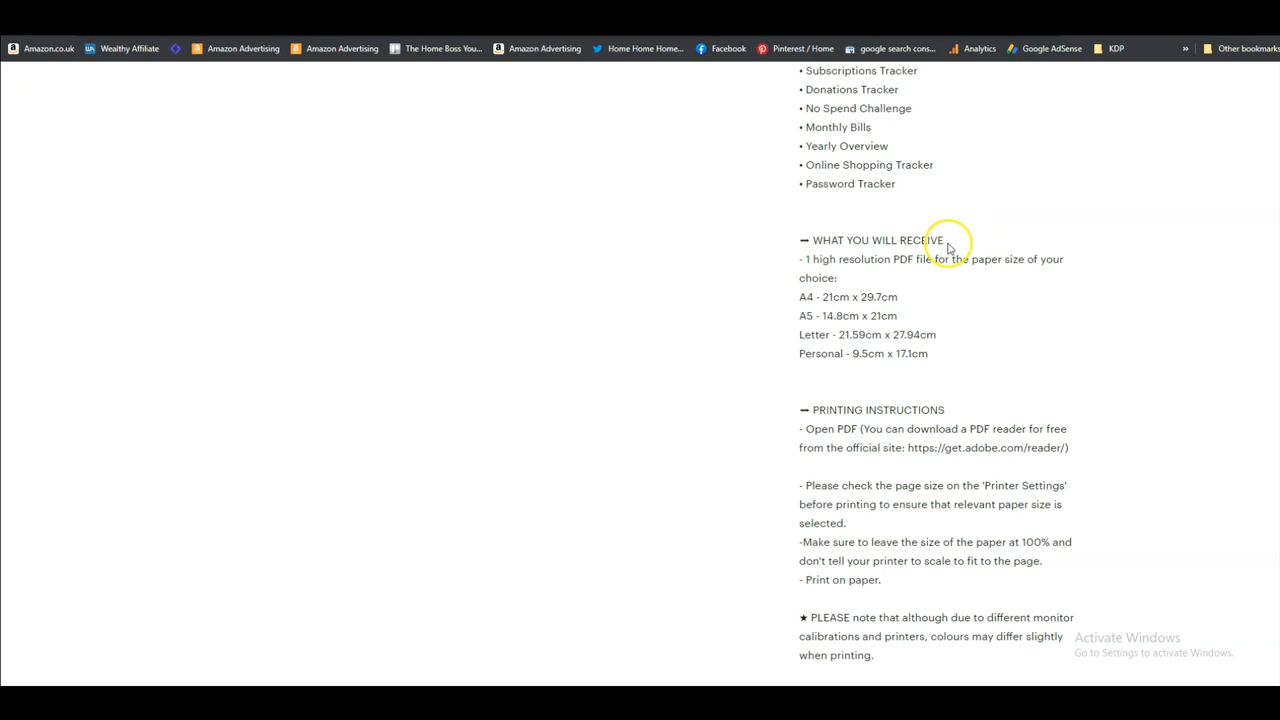 Amazon.co.uk Wealthy Affiliate Amazon Advertising Amazon Advertising The Home Boss You... Amazon Advertising Home Home Home... Facebook Pinterest / Home google search cons... Analytics Google AdSense KDP » Other bookmarks
• Subscriptions Tracker
• Donations Tracker
• No Spend Challenge
• Monthly Bills
• Yearly Overview
• Online Shopping Tracker
• Password Tracker
➞ WHAT YOU WILL RECEIVE
- 1 high resolution PDF file for the paper size of your
choice:
A4 - 21cm x 29.7cm
A5 - 14.8cm x 21cm
Letter - 21.59cm x 27.94cm
Personal - 9.5cm x 17.1cm
➞ PRINTING INSTRUCTIONS
- Open PDF (You can download a PDF reader for free
from the official site: https://get.adobe.com/reader/)
- Please check the page size on the 'Printer Settings'
before printing to ensure that relevant paper size is
selected.
-Make sure to leave the size of the paper at 100% and
don't tell your printer to scale to fit to the page.
- Print on paper.
★ PLEASE note that although due to different monitor
calibrations and printers, colours may differ slightly
when printing.
Activate Windows
Go to Settings to activate Windows.